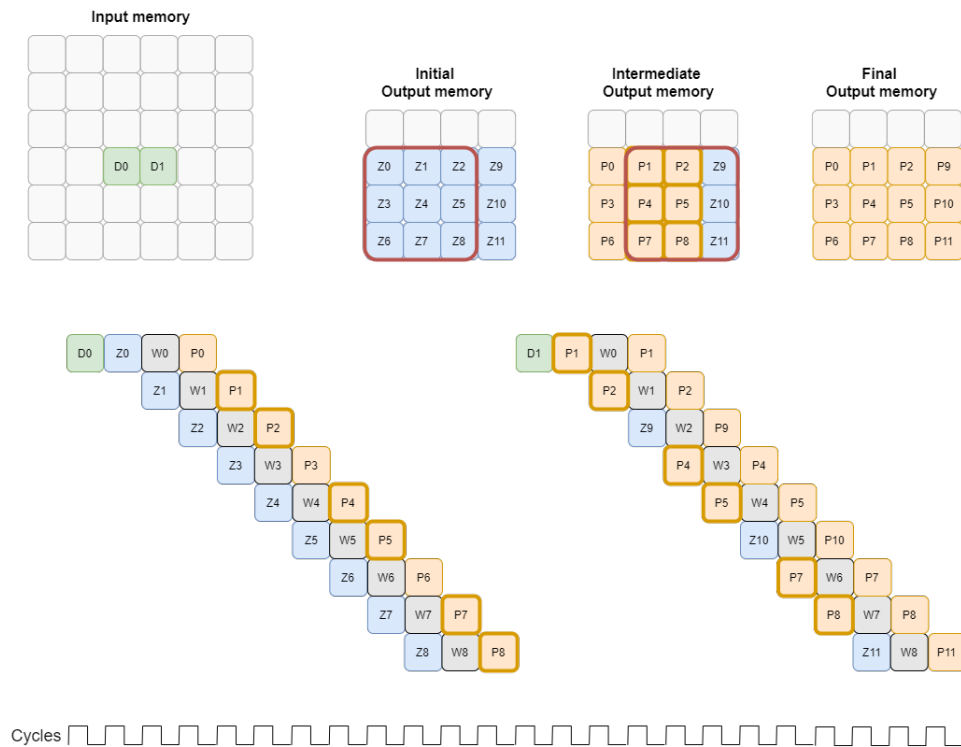 Input memory
Initial
Output memory
Intermediate
Output memory
Final
Output memory
Z0 Z1 Z2 Z9
P0 P1 P2 Z9
P0 P1 P2 P9
D0 D1
Z3 Z4 Z5 Z10
P3 P4 P5 Z10
P3 P4 P5 P10
Z6 Z7 Z8 Z11
P6 P7 P8 Z11
P6 P7 P8 P11
D0 Z0 W0 P0
D1 P1 W0 P1
Z1 W1 P1
P2 W1 P2
Z2 W2 P2
Z9 W2 P9
Z3 W3 P3
P4 W3 P4
Z4 W4 P4
P5 W4 P5
Z5 W5 P5
Z10 W5 P10
Z6 W6 P6
P7 W6 P7
Z7 W7 P7
P8 W7 P8
Z8 W8 P8
Z11 W8 P11
Cycles